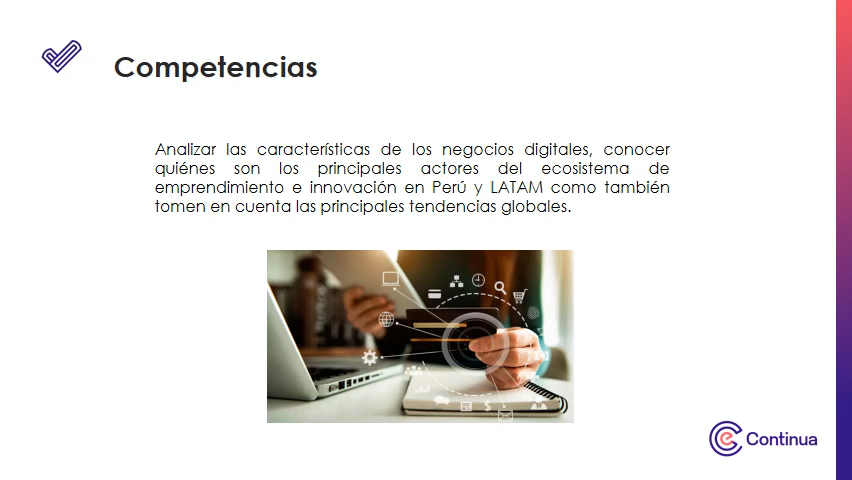 Competencias
Analizar las características de los negocios digitales, conocer
quiénes son los principales actores del ecosistema de
emprendimiento e innovación en Perú y LATAM como también
tomen en cuenta las principales tendencias globales.
Continua